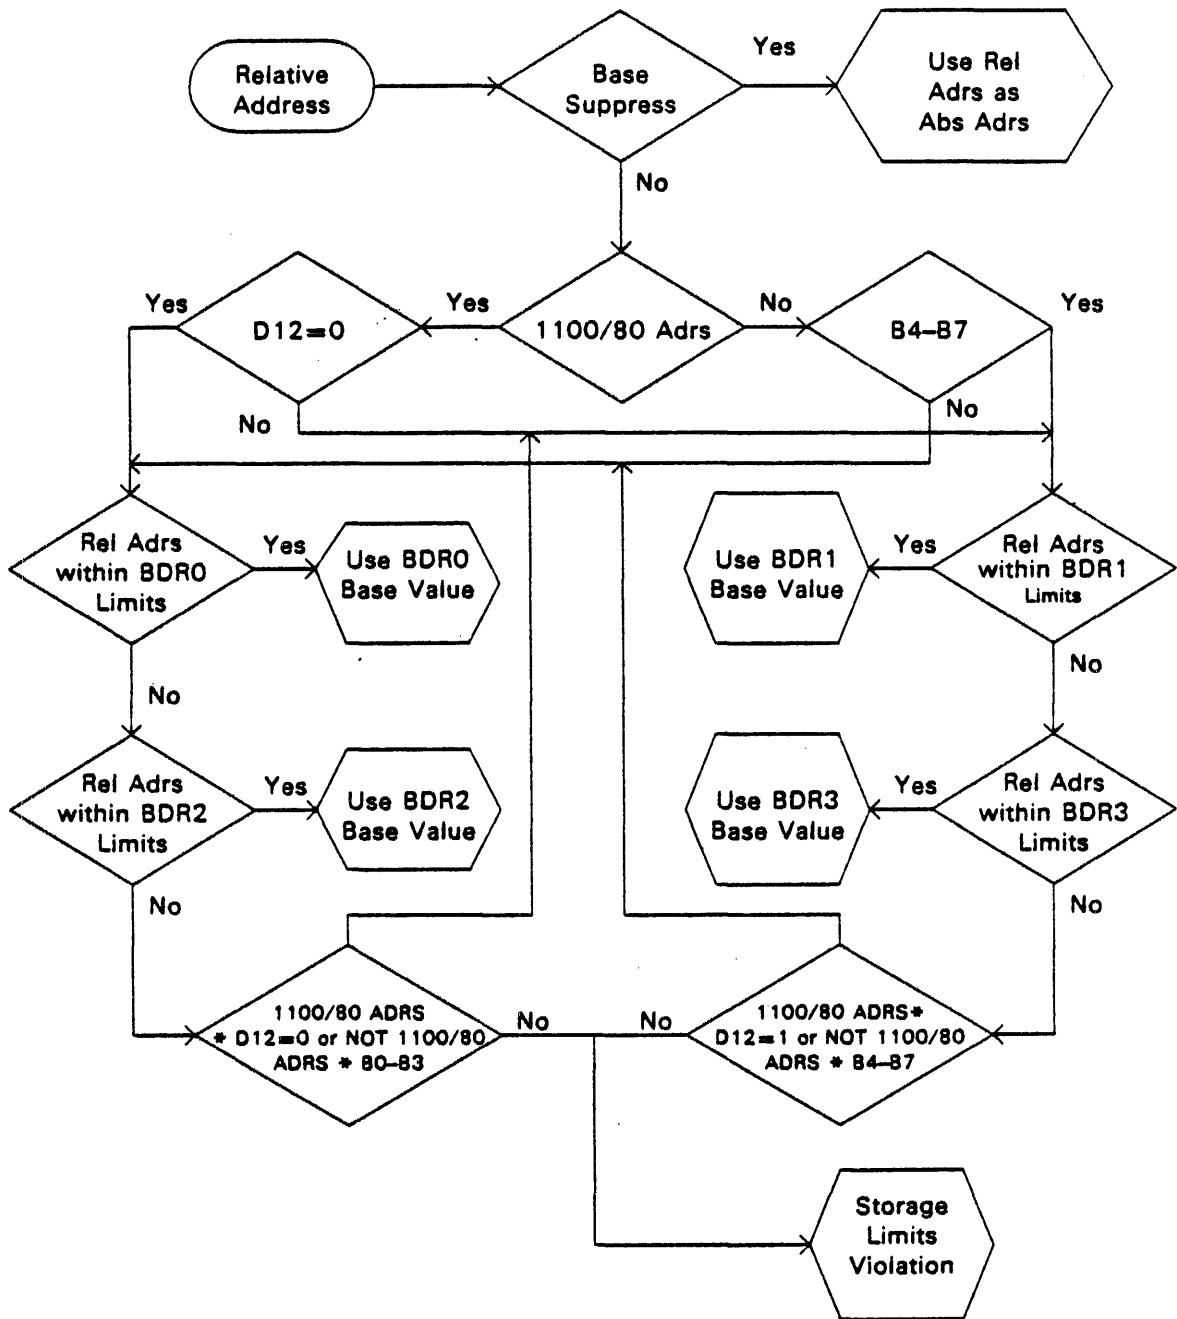 Relative
Address
Base
Suppress
Yes
Use Rel
Adrs as
Abs Adrs
No
Yes
D12=0
Yes
1100/80 Adrs
No
B4–B7
Yes
No
No
Rel Adrs
within BDR0
Limits
Yes
Use BDR0
Base Value
Use BDR1
Base Value
Yes
Rel Adrs
within BDR1
Limits
No
No
Rel Adrs
within BDR2
Limits
Yes
Use BDR2
Base Value
Use BDR3
Base Value
Yes
Rel Adrs
within BDR3
Limits
No
No
1100/80 ADRS
* D12=0 or NOT 1100/80
ADRS * B0–B3
No
No
1100/80 ADRS*
D12=1 or NOT 1100/80
ADRS * B4–B7
Storage
Limits
Violation